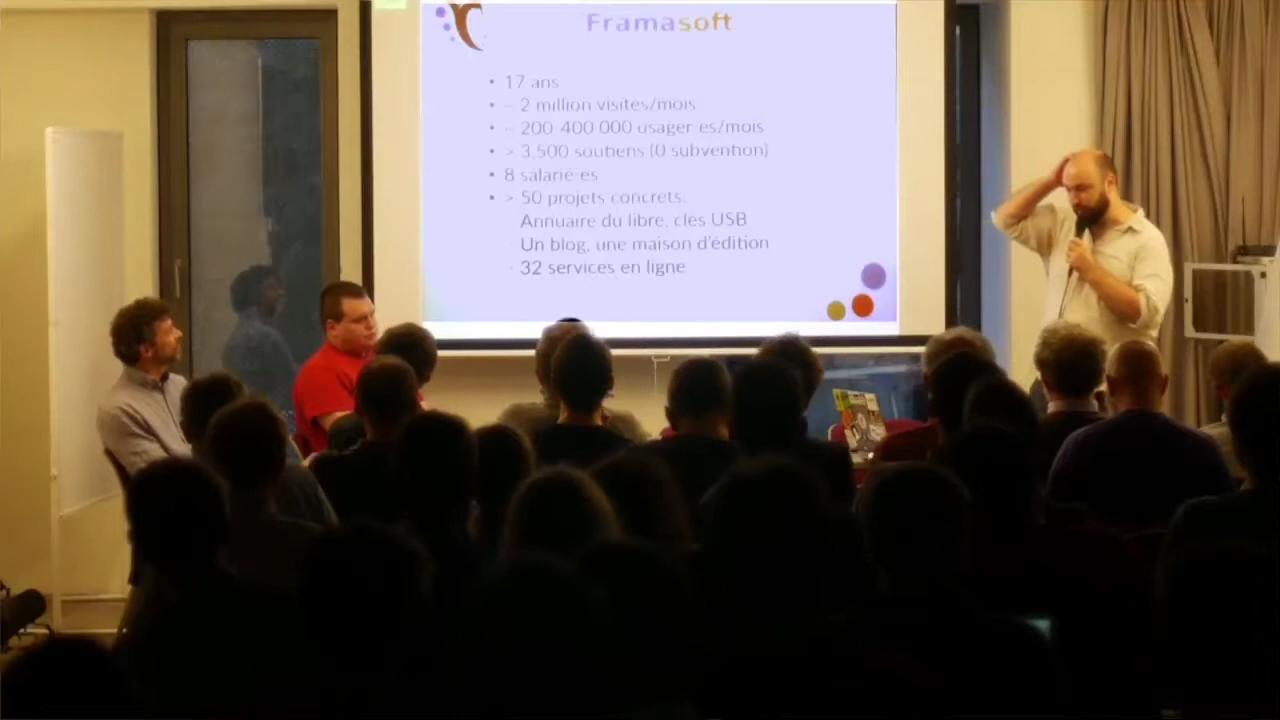 Framasoft
• 17 ans
• ~ 2 million visites/mois
• ~ 200-400 000 usager·es/mois
• > 3,500 soutiens (0 subvention)
• 8 salarié·es
• > 50 projets concrets:
Annuaire du libre, clés USB
· Un blog, une maison d'édition
· 32 services en ligne